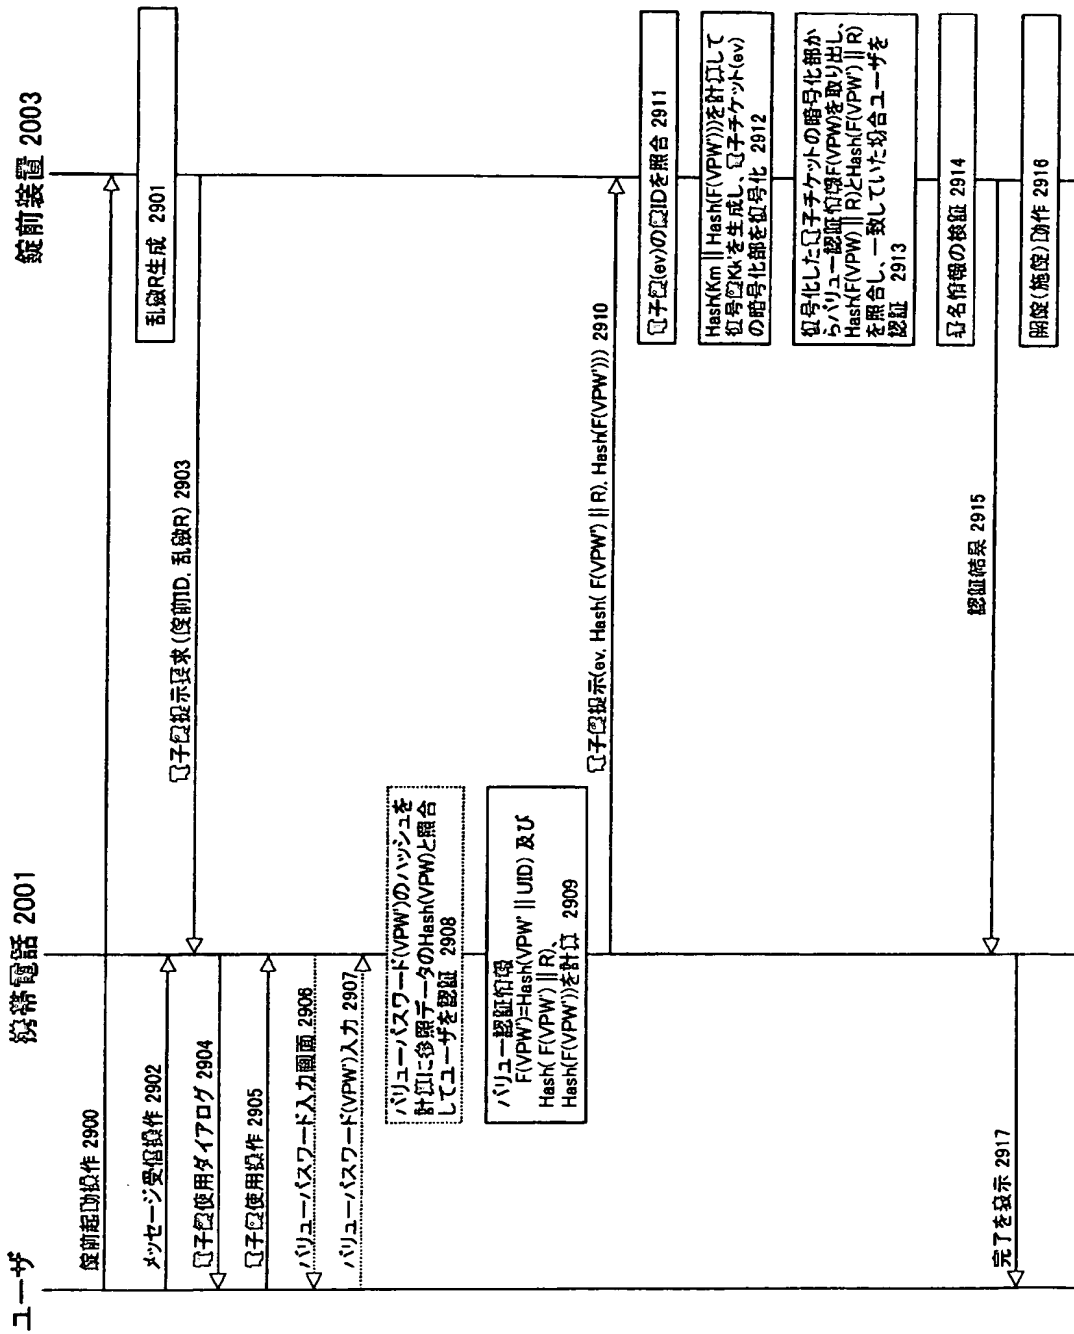 ユーザ
携帯電話 2001
錠前装置 2003
錠前起動操作 2900
乱数R生成 2901
メッセージ受信操作 2902
電子鍵提示要求(錠前ID, 乱数R) 2903
電子鍵使用ダイアログ 2904
電子鍵使用操作 2905
バリューパスワード入力画面 2906
バリューパスワード(VPW')入力 2907
バリューパスワード(VPW')のハッシュを
計算に参照データのHash(VPW)と照合
してユーザを認証 2908
バリュー認証情報
F(VPW')=Hash(VPW' || UID) 及び
Hash( F(VPW') || R)、
Hash(F(VPW'))を計算 2909
電子鍵提示(ev, Hash( F(VPW') || R), Hash(F(VPW'))) 2910
電子鍵(ev)の鍵IDを照合 2911
Hash(Km || Hash(F(VPW')))を計算して
復号鍵Kk'を生成し、電子チケット(ev)
の暗号化部を復号化 2912
復号化した電子チケットの暗号化部か
らバリュー認証情報F(VPW)を取り出し、
Hash(F(VPW) || R)とHash(F(VPW') || R)
を照合し、一致していた場合ユーザを
認証 2913
署名情報の検証 2914
認証結果 2915
開錠(施錠)動作 2916
完了を表示 2917